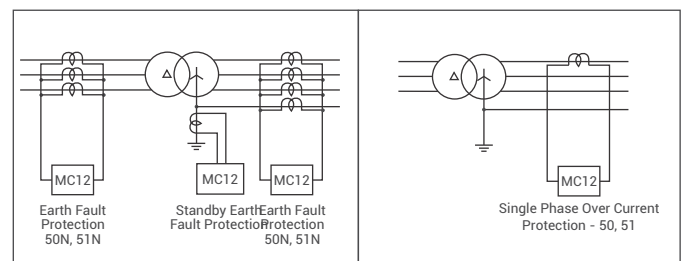 MC12
Earth Fault
Protection
50N, 51N
MC12
Standby Earth
Fault Protection
MC12
Earth Fault
Protection
50N, 51N
MC12
Single Phase Over Current
Protection - 50, 51